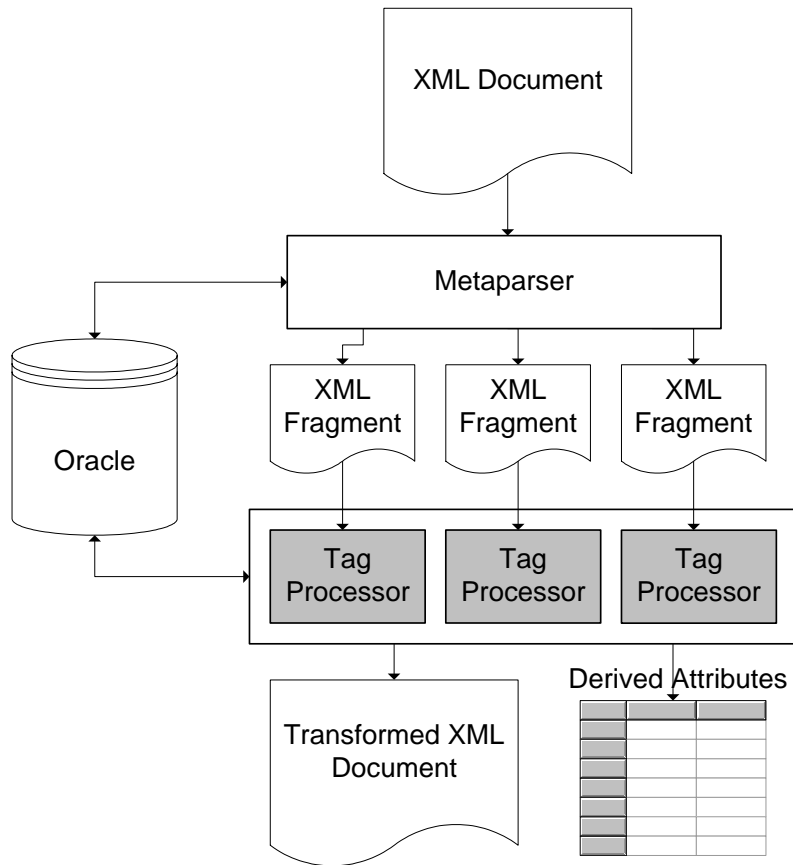 XML Document
Metaparser
XML
Fragment
XML
Fragment
XML
Fragment
Oracle
Tag
Processor
Tag
Processor
Tag
Processor
Derived Attributes
Transformed XML
Document